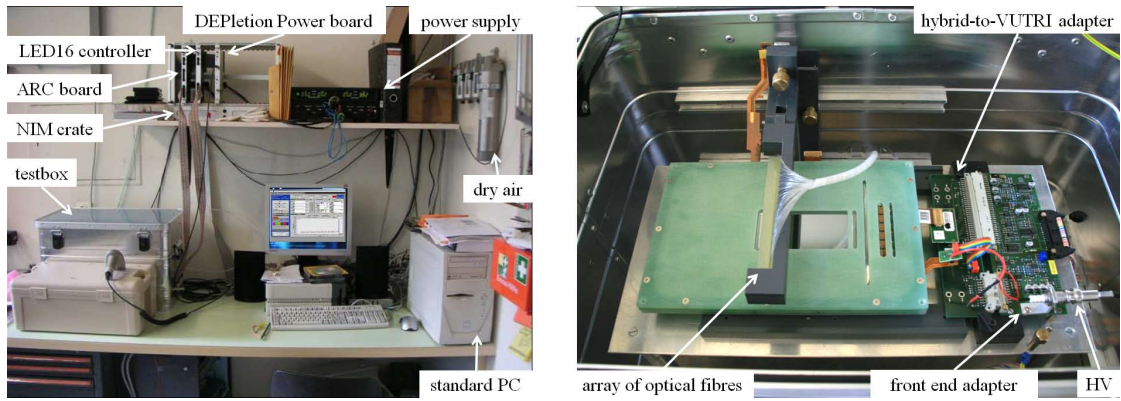 DEPletion Power board
power supply
LED16 controller
ARC board
NIM crate
testbox
dry air
standard PC
hybrid-to-VUTRI adapter
array of optical fibres
front end adapter
HV